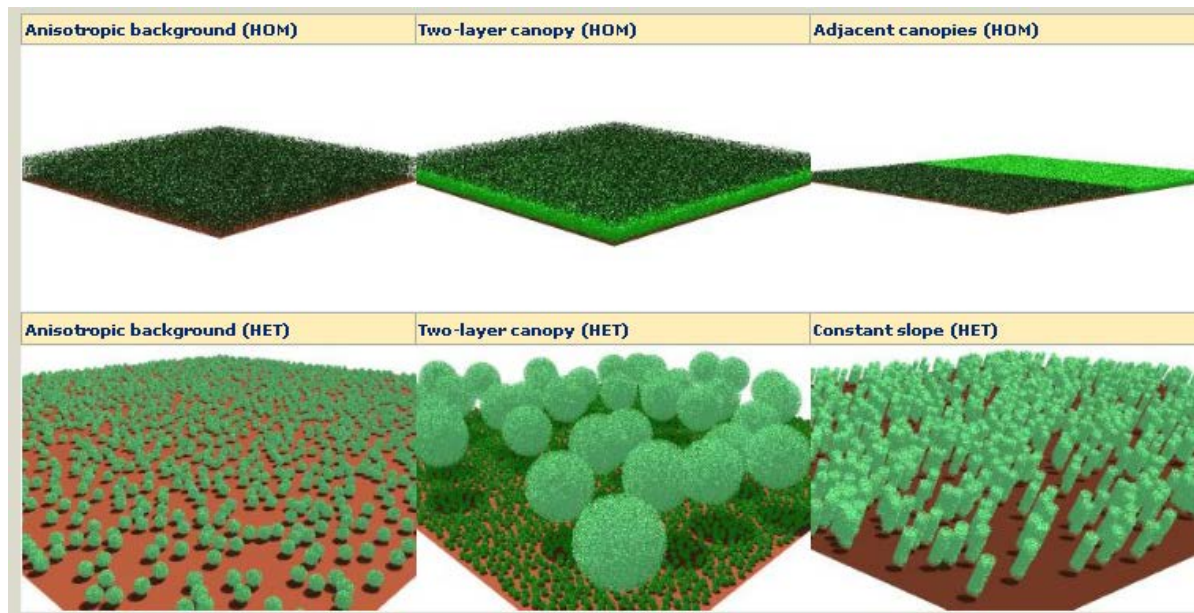 Anisotropic background (HOM)
Two-layer canopy (HOM)
Adjacent canopies (HOM)
Anisotropic background (HET)
Two-layer canopy (HET)
Constant slope (HET)